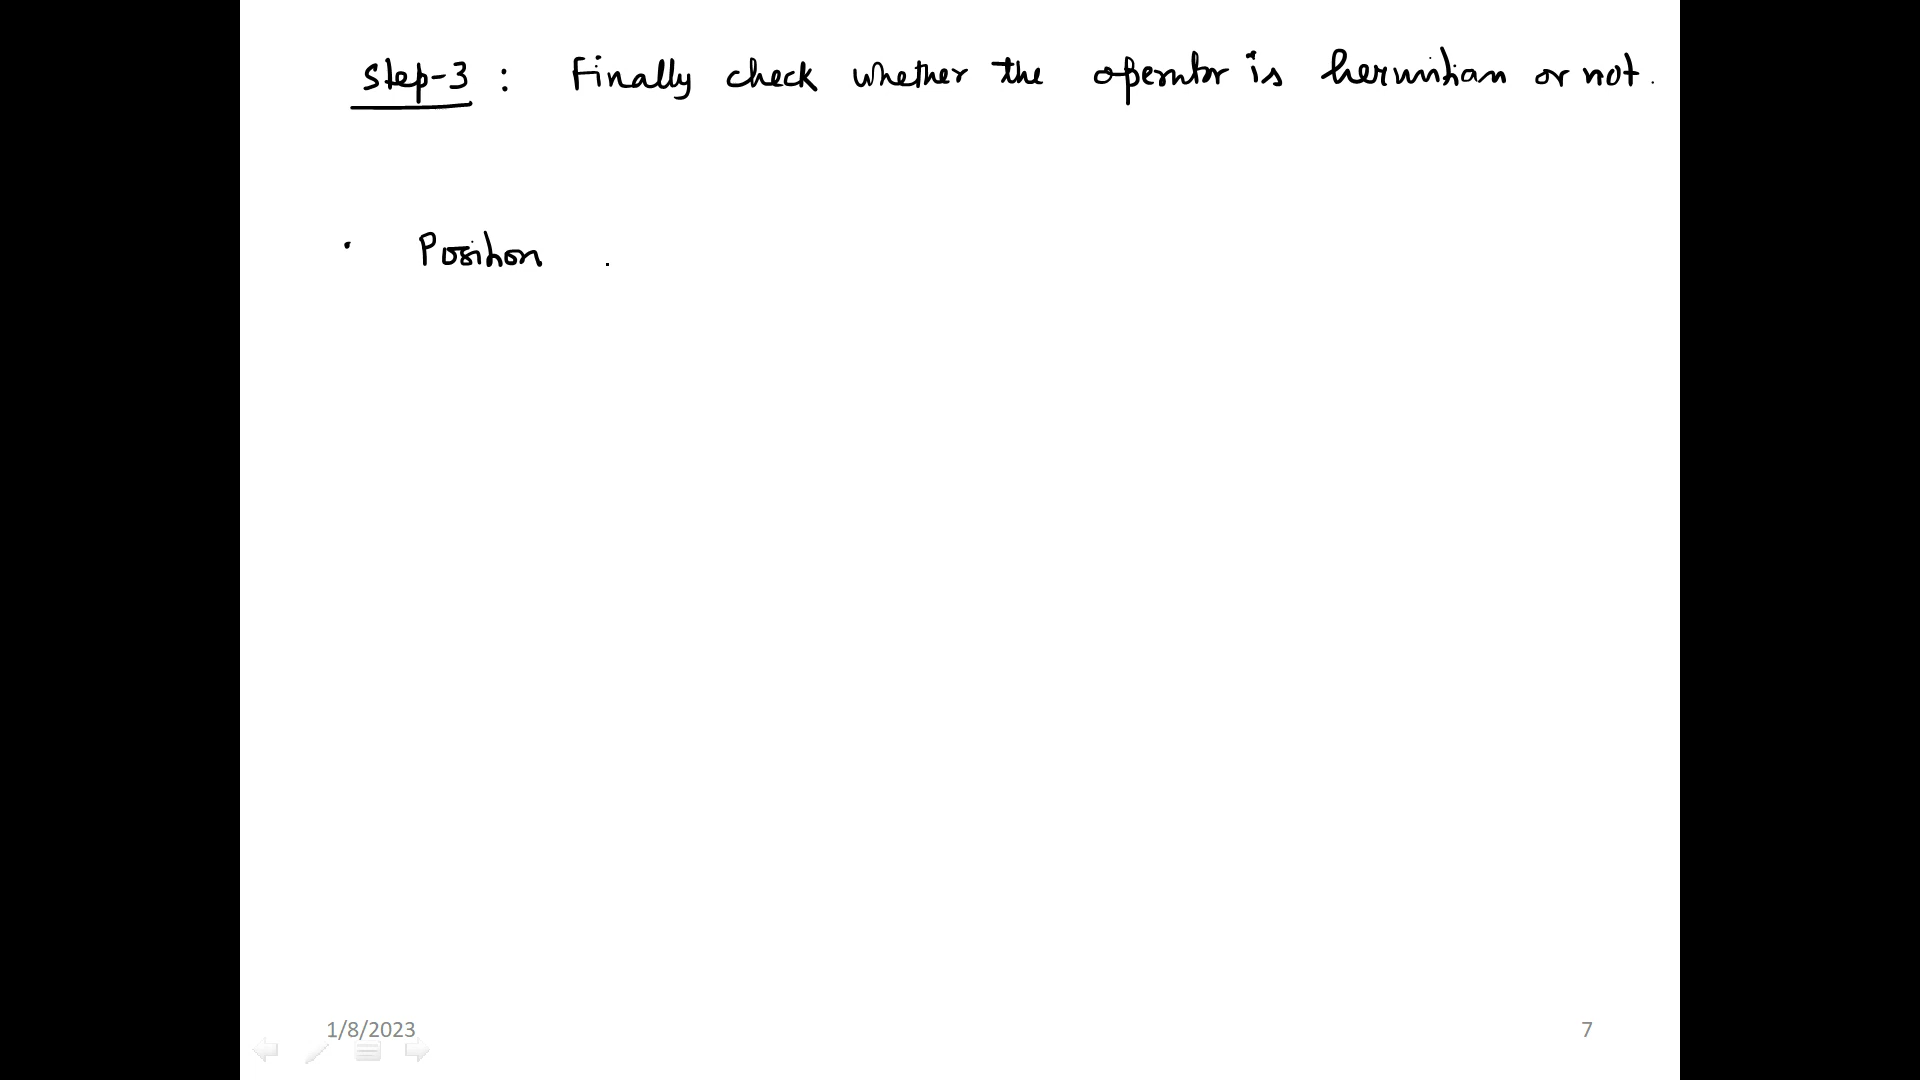 Step-3 : Finally check whether the operator is hermitian or not.
· Position .
1/8/2023
7